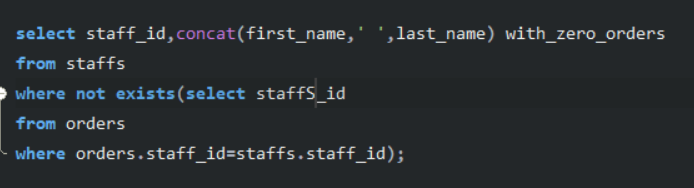 select staff_id,concat(first_name,' ',last_name) with_zero_orders
from staffs
where not exists(select staffS_id
from orders
where orders.staff_id=staffs.staff_id);